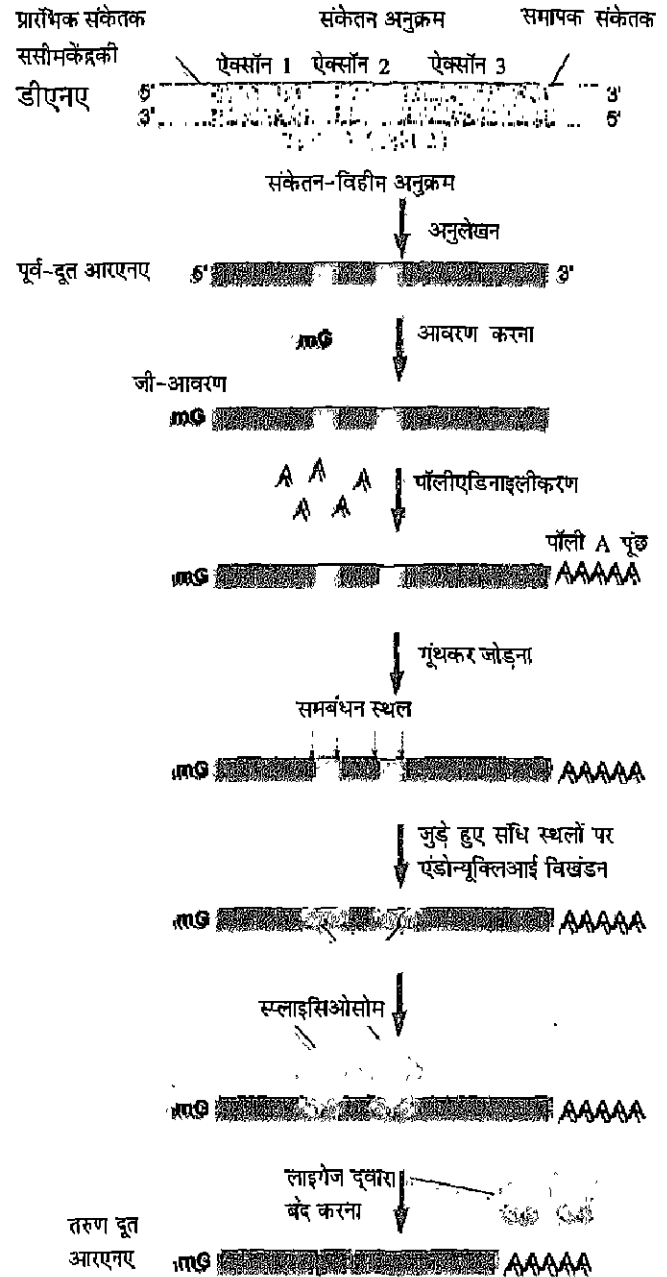 प्रारंभिक संकेतक संकेतन अनुक्रम समापक संकेतक
ससीमकेंद्रकी
ऐक्सॉन 1 ऐक्सॉन 2 ऐक्सॉन 3
डीएनए 5' 3'
3' 5'
संकेतन-विहीन अनुक्रम
अनुलेखन
पूर्व-दूत आरएनए 5' 3'
mG आवरण करना
जी-आवरण
mG
A A A पॉलीएडिनाइलीकरण
A A
पॉली A पूंछ
mG AAAAA
गूंथकर जोड़ना
समबंधन स्थल
mG AAAAA
जुड़े हुए संधि स्थलों पर
एंडोन्यूक्लिआई विखंडन
mG AAAAA
स्प्लाइसिओसोम
mG AAAAA
लाइगेज द्वारा
बंद करना
तरुण दूत
आरएनए mG AAAAA